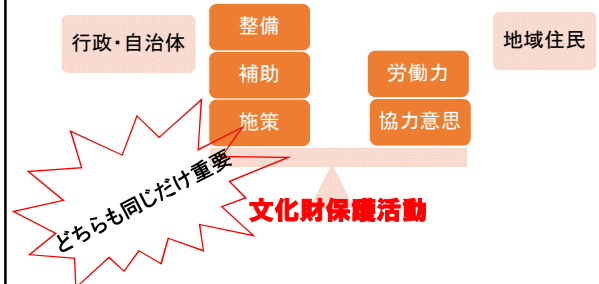 行政・自治体
整備
補助
施策
地域住民
労働力
協力意思
どちらも同じだけ重要
文化財保護活動